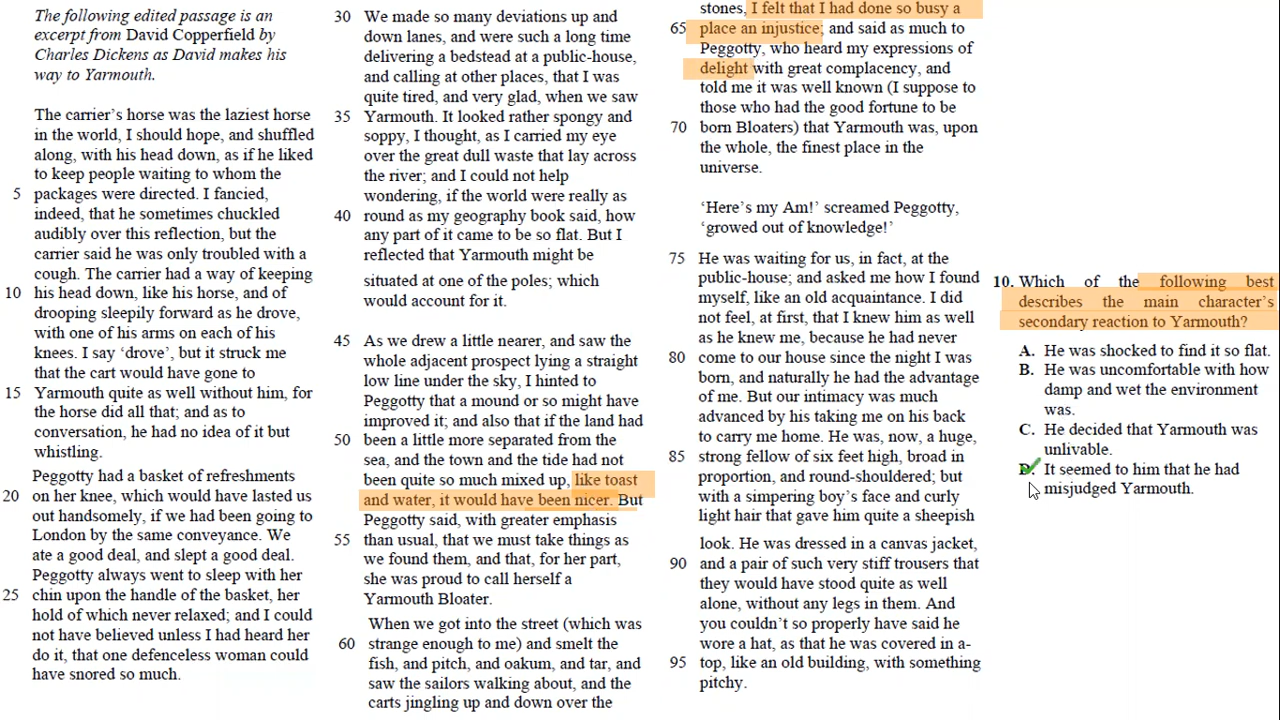 The following edited passage is an
excerpt from David Copperfield by
Charles Dickens as David makes his
way to Yarmouth.
The carrier’s horse was the laziest horse
in the world, I should hope, and shuffled
along, with his head down, as if he liked
to keep people waiting to whom the
5 packages were directed. I fancied,
indeed, that he sometimes chuckled
audibly over this reflection, but the
carrier said he was only troubled with a
cough. The carrier had a way of keeping
10 his head down, like his horse, and of
drooping sleepily forward as he drove,
with one of his arms on each of his
knees. I say ‘drove’, but it struck me
that the cart would have gone to
15 Yarmouth quite as well without him, for
the horse did all that; and as to
conversation, he had no idea of it but
whistling.
Peggotty had a basket of refreshments
20 on her knee, which would have lasted us
out handsomely, if we had been going to
London by the same conveyance. We
ate a good deal, and slept a good deal.
Peggotty always went to sleep with her
25 chin upon the handle of the basket, her
hold of which never relaxed; and I could
not have believed unless I had heard her
do it, that one defenceless woman could
have snored so much.
30 We made so many deviations up and
down lanes, and were such a long time
delivering a bedstead at a public-house,
and calling at other places, that I was
quite tired, and very glad, when we saw
35 Yarmouth. It looked rather spongy and
soppy, I thought, as I carried my eye
over the great dull waste that lay across
the river; and I could not help
wondering, if the world were really as
40 round as my geography book said, how
any part of it came to be so flat. But I
reflected that Yarmouth might be
situated at one of the poles; which
would account for it.
45 As we drew a little nearer, and saw the
whole adjacent prospect lying a straight
low line under the sky, I hinted to
Peggotty that a mound or so might have
improved it; and also that if the land had
50 been a little more separated from the
sea, and the town and the tide had not
been quite so much mixed up, like toast
and water, it would have been nicer. But
Peggotty said, with greater emphasis
55 than usual, that we must take things as
we found them, and that, for her part,
she was proud to call herself a
Yarmouth Bloater.
When we got into the street (which was
60 strange enough to me) and smelt the
fish, and pitch, and oakum, and tar, and
saw the sailors walking about, and the
carts jingling up and down over the
stones, I felt that I had done so busy a
65 place an injustice; and said as much to
Peggotty, who heard my expressions of
delight with great complacency, and
told me it was well known (I suppose to
those who had the good fortune to be
70 born Bloaters) that Yarmouth was, upon
the whole, the finest place in the
universe.
‘Here’s my Am!’ screamed Peggotty,
‘growed out of knowledge!’
75 He was waiting for us, in fact, at the
public-house; and asked me how I found
myself, like an old acquaintance. I did
not feel, at first, that I knew him as well
as he knew me, because he had never
80 come to our house since the night I was
born, and naturally he had the advantage
of me. But our intimacy was much
advanced by his taking me on his back
to carry me home. He was, now, a huge,
85 strong fellow of six feet high, broad in
proportion, and round-shouldered; but
with a simpering boy’s face and curly
light hair that gave him quite a sheepish
look. He was dressed in a canvas jacket,
90 and a pair of such very stiff trousers that
they would have stood quite as well
alone, without any legs in them. And
you couldn’t so properly have said he
wore a hat, as that he was covered in a-
95 top, like an old building, with something
pitchy.
10. Which of the following best
describes the main character’s
secondary reaction to Yarmouth?
A. He was shocked to find it so flat.
B. He was uncomfortable with how
damp and wet the environment
was.
C. He decided that Yarmouth was
unlivable.
D. It seemed to him that he had
misjudged Yarmouth.